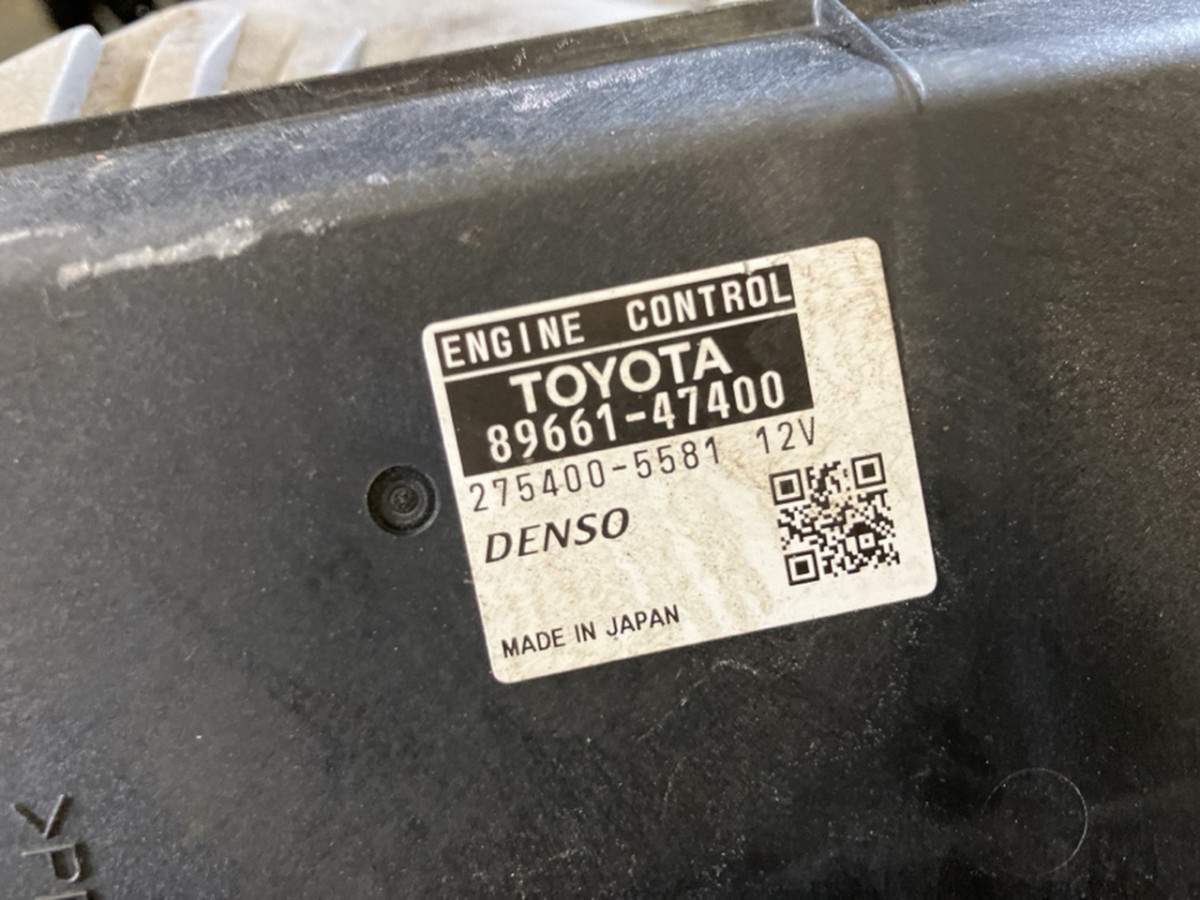 ENGINE CONTROL
TOYOTA
89661-47400
275400-5581 12V
DENSO
MADE IN JAPAN